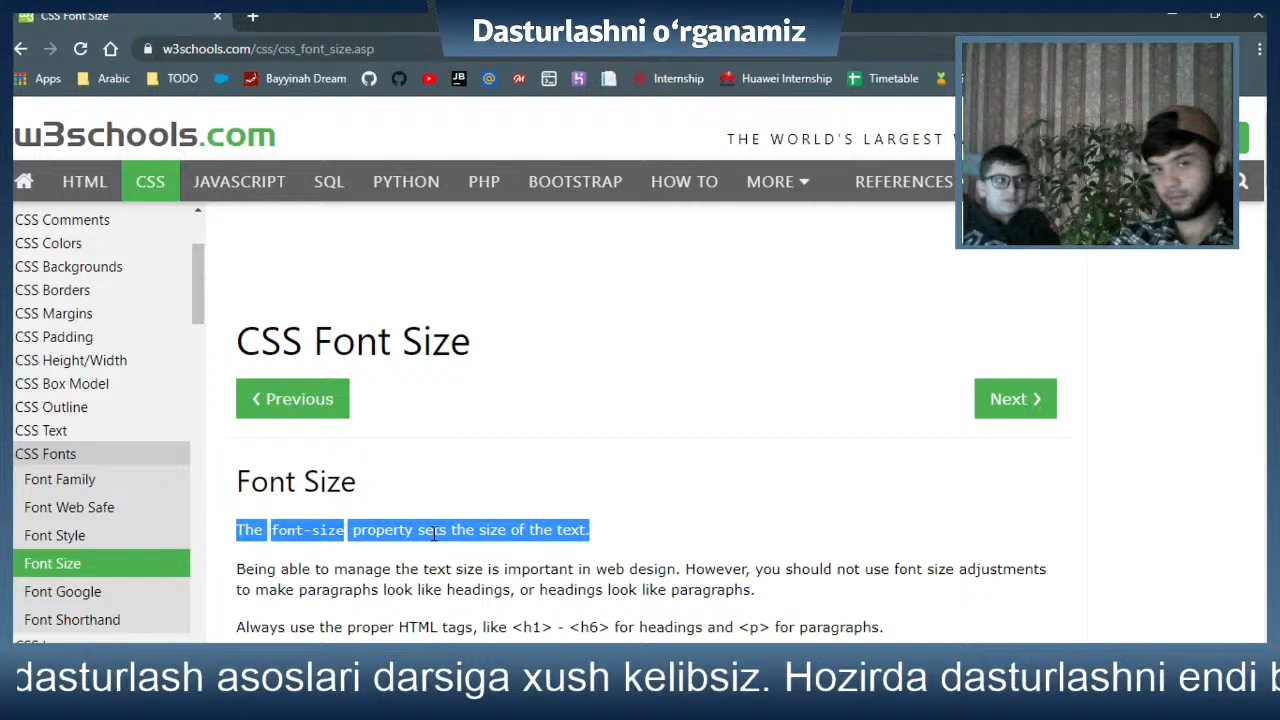 CSS Font Size
Dasturlashni oʻrganamiz
w3schools.com/css/css_font_size.asp
Apps Arabic TODO Bayyinah Dream JB Internship Huawei Internship Timetable
w3schools.com
THE WORLD'S LARGEST
HTML CSS JAVASCRIPT SQL PYTHON PHP BOOTSTRAP HOW TO MORE REFERENCES
CSS Comments
CSS Colors
CSS Backgrounds
CSS Borders
CSS Margins
CSS Padding
CSS Height/Width
CSS Box Model
CSS Outline
CSS Text
CSS Fonts
Font Family
Font Web Safe
Font Style
Font Size
Font Google
Font Shorthand
CSS Font Size
❮ Previous
Next ❯
Font Size
The font-size property sets the size of the text.
Being able to manage the text size is important in web design. However, you should not use font size adjustments
to make paragraphs look like headings, or headings look like paragraphs.
Always use the proper HTML tags, like <h1> - <h6> for headings and <p> for paragraphs.
dasturlash asoslari darsiga xush kelibsiz. Hozirda dasturlashni endi b